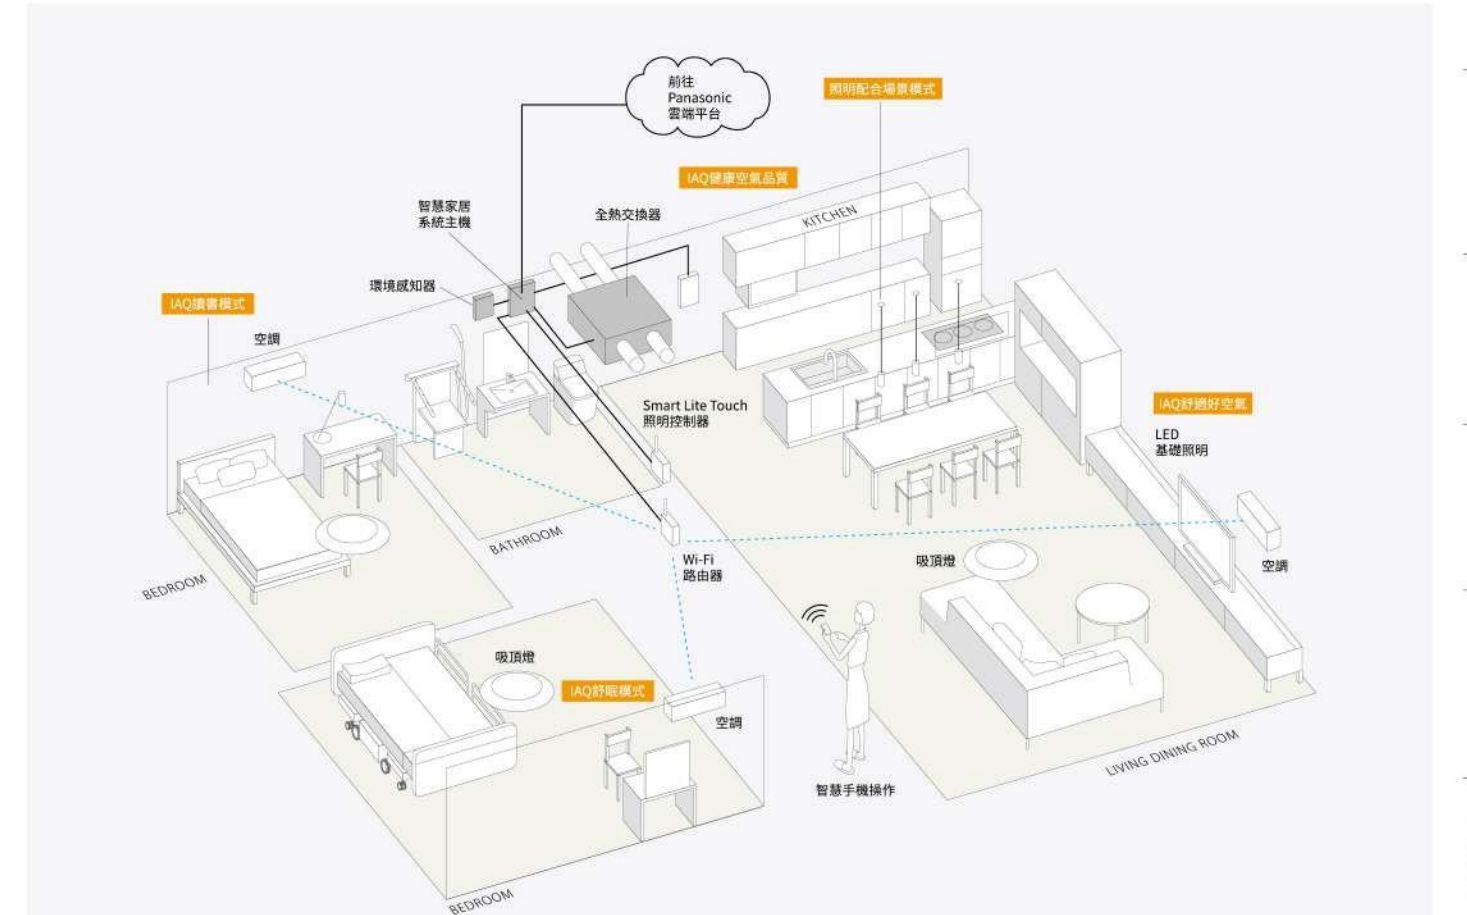 前往
Panasonic
雲端平台
照明配合場景模式
IAQ健康空氣品質
KITCHEN
智慧家居
系統主機
全熱交換器
環境感知器
IAQ讀書模式
空調
Smart Lite Touch
照明控制器
IAQ舒適好空氣
LED
基礎照明
BATHROOM
Wi-Fi
路由器
吸頂燈
空調
BEDROOM
吸頂燈
IAQ舒眠模式
空調
智慧手機操作
LIVING DINING ROOM
BEDROOM